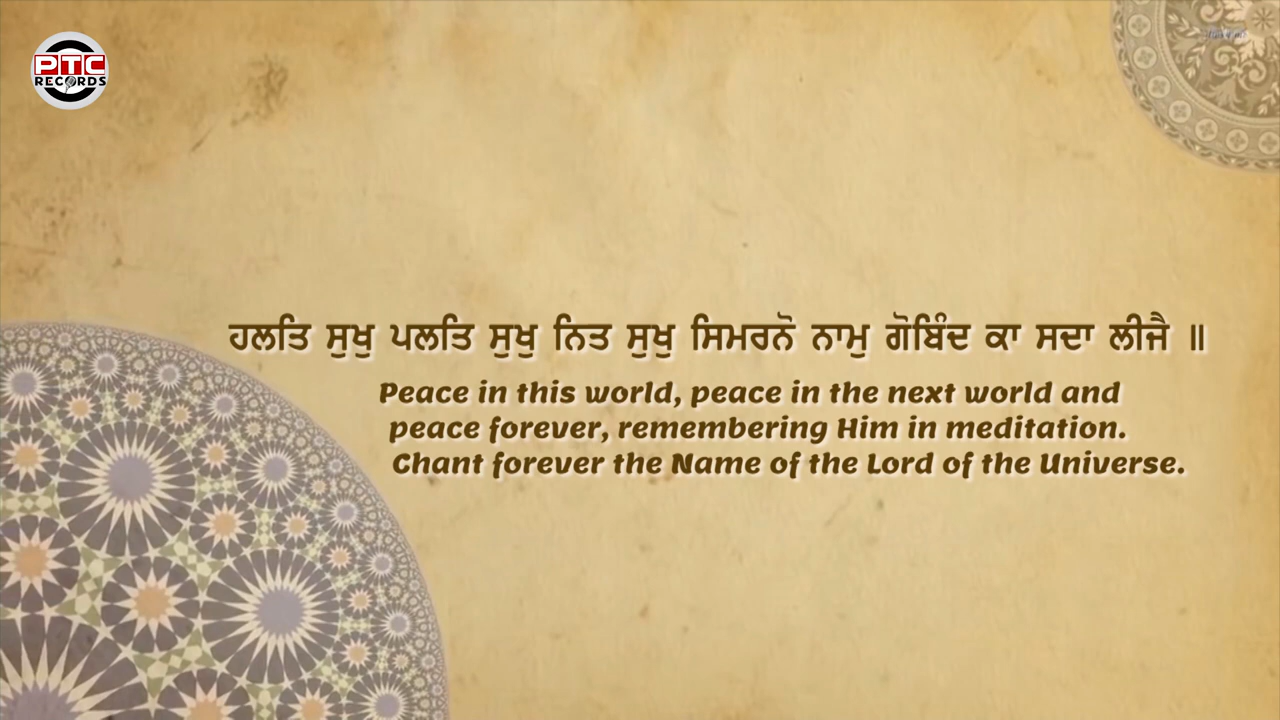 PTC
RECORDS
ਹਲਤਿ ਸੁਖੁ ਪਲਤਿ ਸੁਖੁ ਨਿਤ ਸੁਖੁ ਸਿਮਰਨੋ ਨਾਮੁ ਗੋਬਿੰਦ ਕਾ ਸਦਾ ਲੀਜੈ ॥
Peace in this world, peace in the next world and
peace forever, remembering Him in meditation.
Chant forever the Name of the Lord of the Universe.